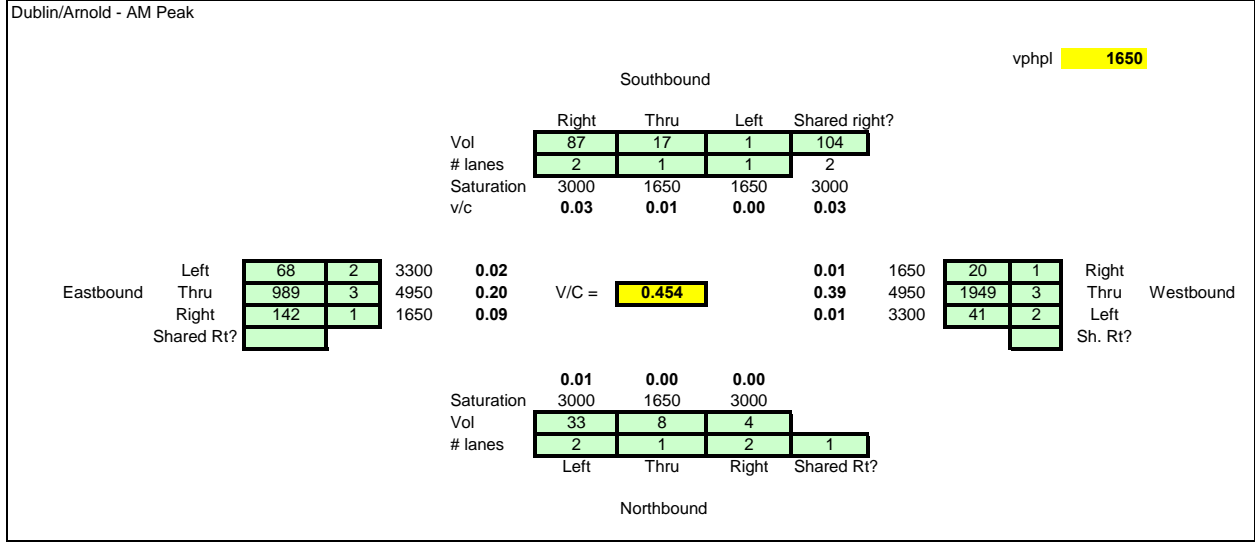 Dublin/Arnold - AM Peak
vphpl 1650
Southbound
Right Thru Left Shared right?
Vol 87 17 1 104
# lanes 2 1 1 2
Saturation 3000 1650 1650 3000
v/c 0.03 0.01 0.00 0.03
Left 68 2 3300 0.02 0.01 1650 20 1 Right
Eastbound Thru 989 3 4950 0.20 V/C = 0.454 0.39 4950 1949 3 Thru Westbound
Right 142 1 1650 0.09 0.01 3300 41 2 Left
Shared Rt? Sh. Rt?
0.01 0.00 0.00
Saturation 3000 1650 3000
Vol 33 8 4
# lanes 2 1 2 1
Left Thru Right Shared Rt?
Northbound